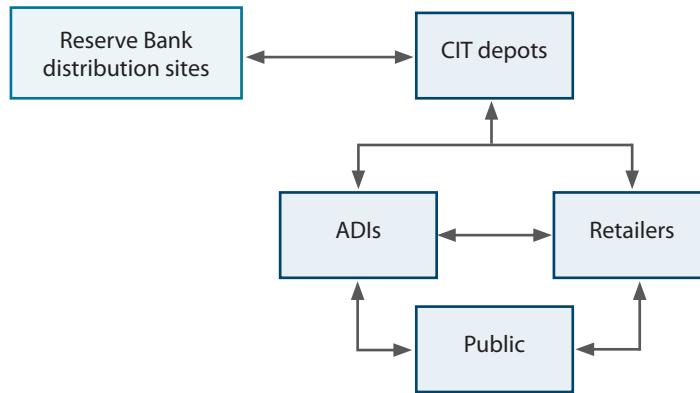 Reserve Bank
distribution sites
CIT depots
ADIs
Retailers
Public